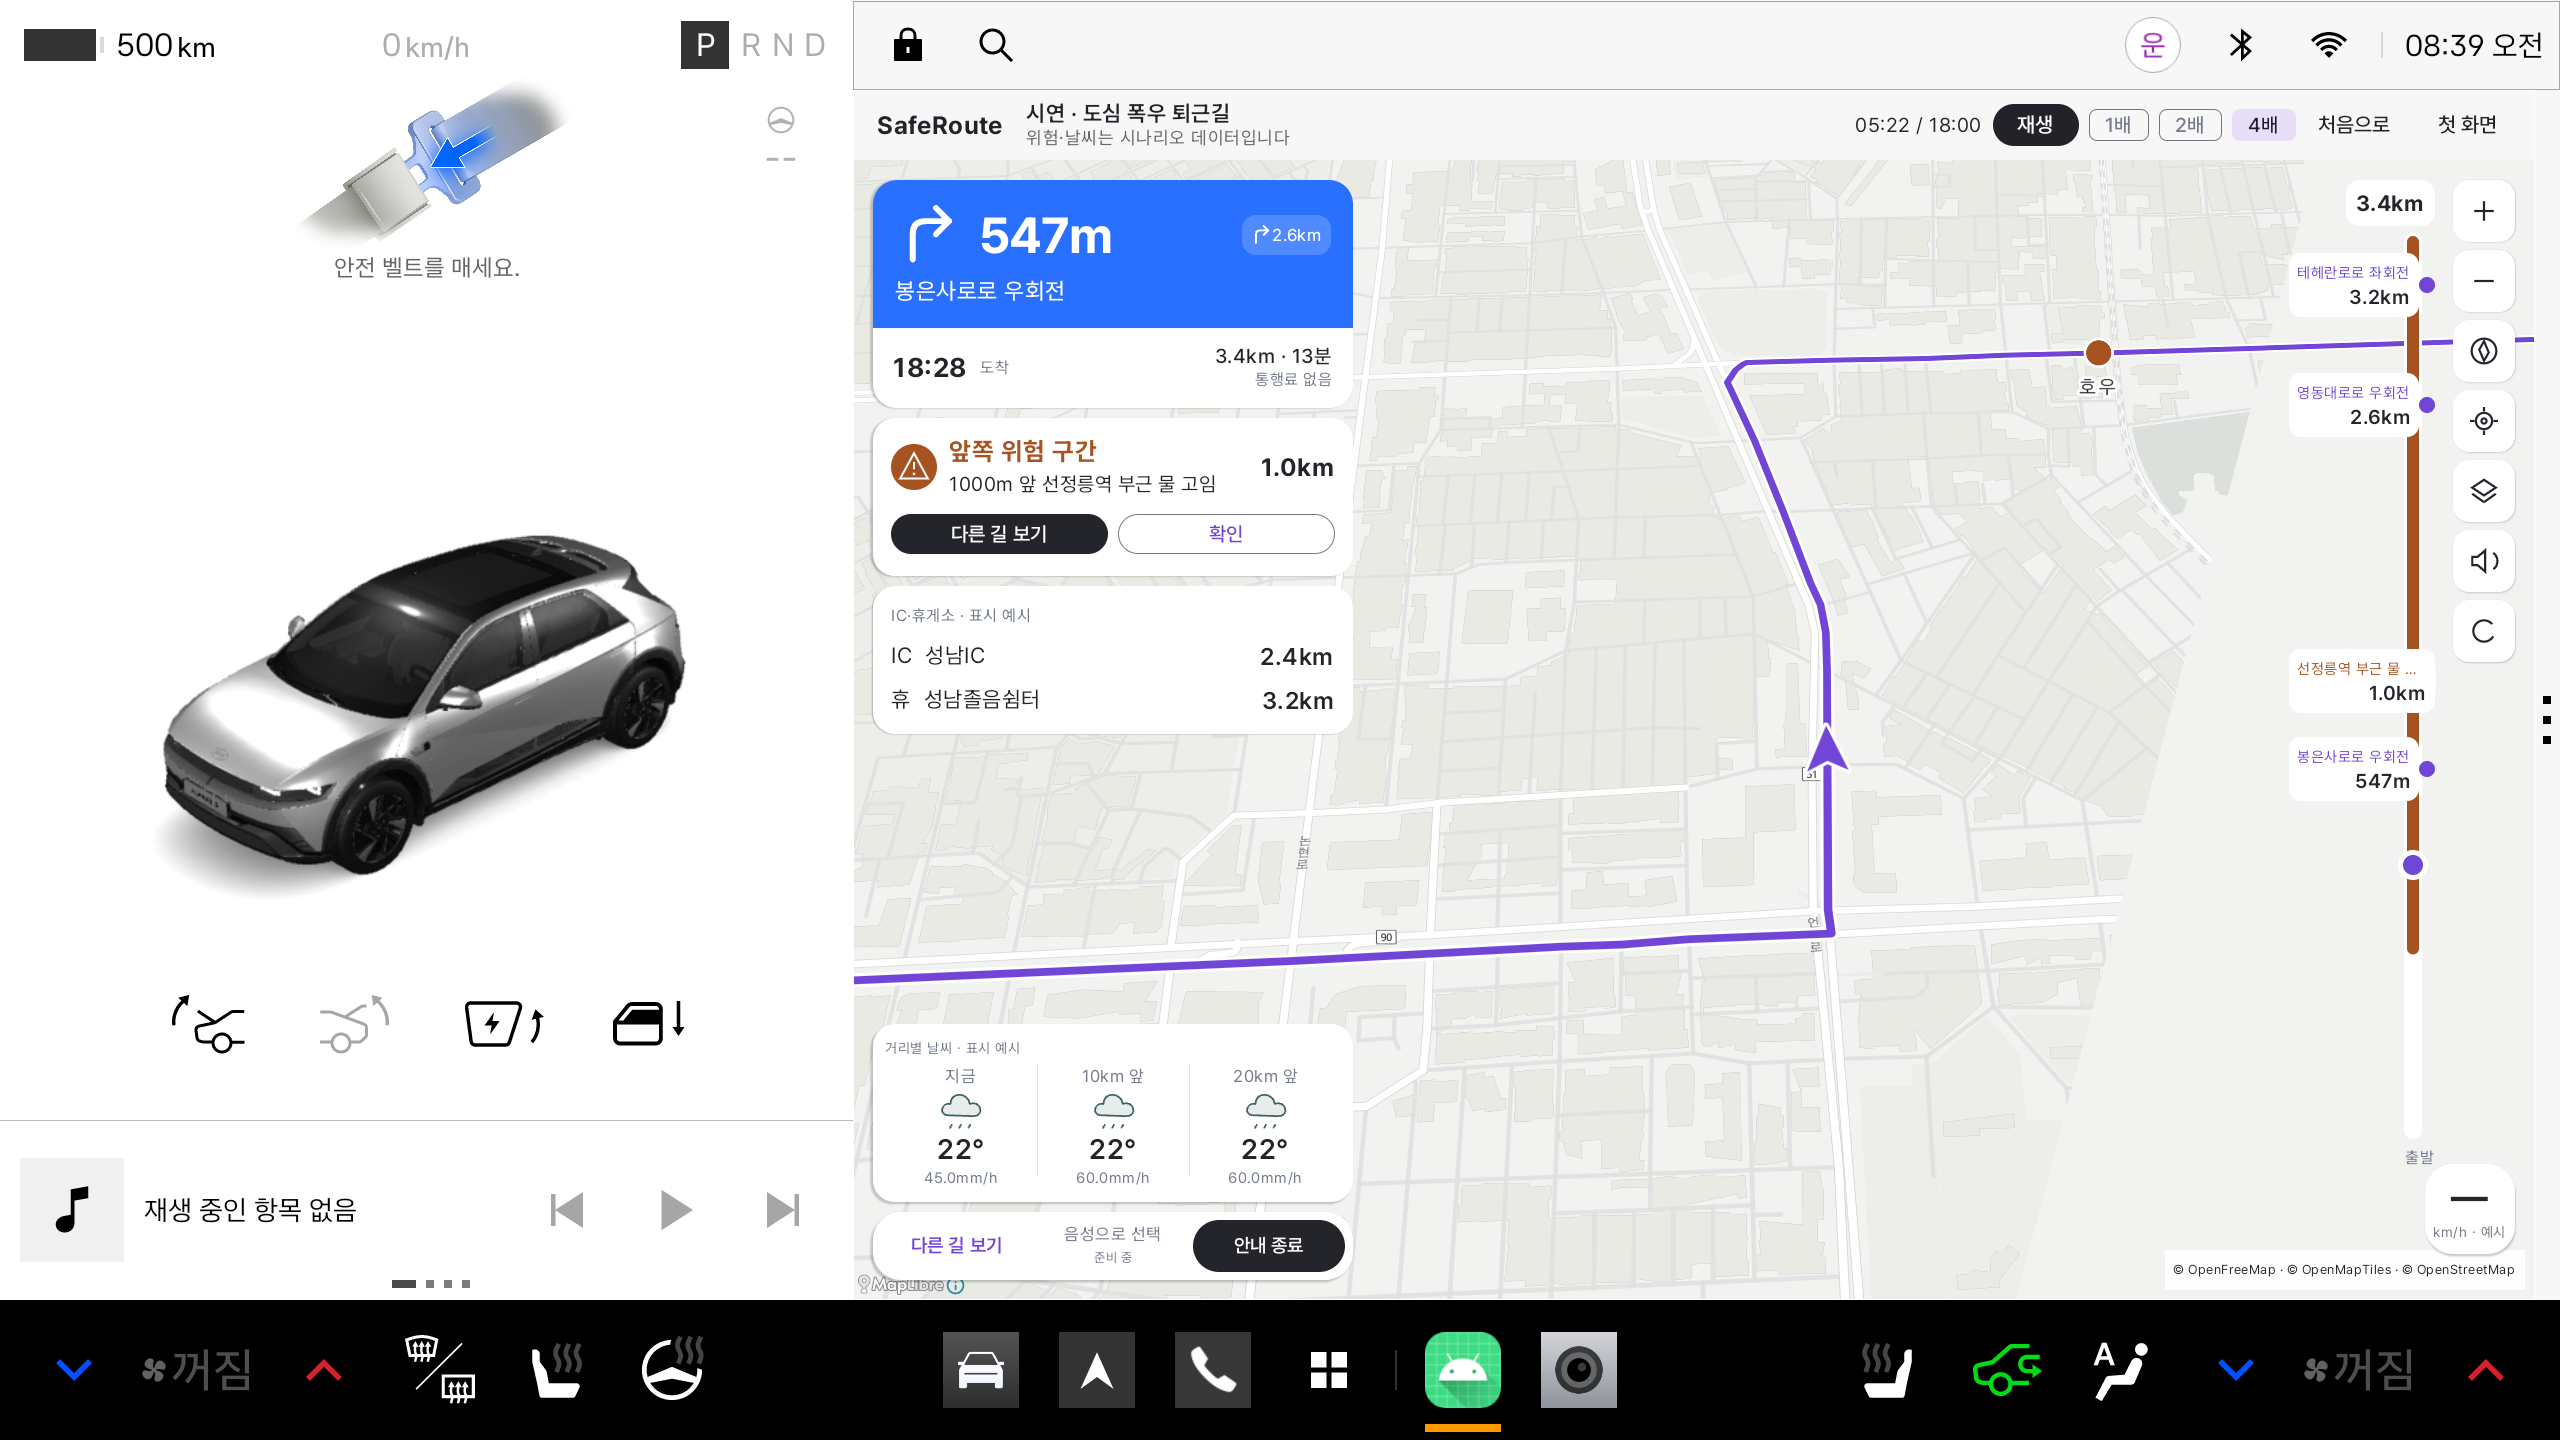 500 km
0 km/h
P R N D
안전 벨트를 매세요.
재생 중인 항목 없음
운
08:39 오전
SafeRoute
시연 · 도심 폭우 퇴근길
위험·날씨는 시나리오 데이터입니다
05:22 / 18:00
재생
1배
2배
4배
처음으로
첫 화면
547m
2.6km
봉은사로로 우회전
18:28 도착
3.4km · 13분
통행료 없음
앞쪽 위험 구간
1000m 앞 선정릉역 부근 물 고임
1.0km
다른 길 보기
확인
IC·휴게소 · 표시 예시
IC 성남IC 2.4km
휴 성남졸음쉼터 3.2km
호우
논현로
90
3.4km
테헤란로로 좌회전
3.2km
영동대로로 우회전
2.6km
선정릉역 부근 물 ...
1.0km
봉은사로로 우회전
547m
출발
거리별 날씨 · 표시 예시
지금
10km 앞
20km 앞
22°
22°
22°
45.0mm/h
60.0mm/h
60.0mm/h
다른 길 보기
음성으로 선택
준비 중
안내 종료
MapLibre
km/h · 예시
© OpenFreeMap · © OpenMapTiles · © OpenStreetMap
꺼짐
A
꺼짐